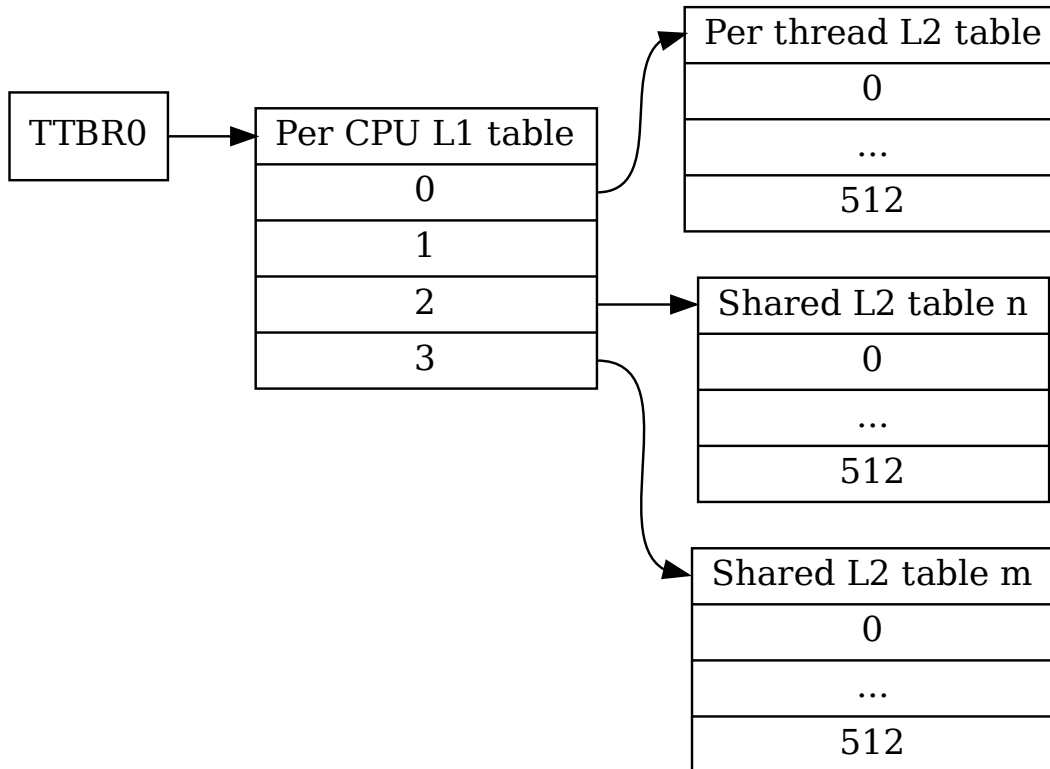 TTBR0
Per CPU L1 table
0
1
2
3
Per thread L2 table
0
...
512
Shared L2 table n
0
...
512
Shared L2 table m
0
...
512